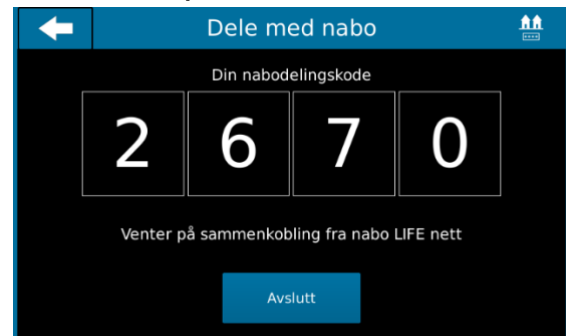 Dele med nabo
Din nabodelingskode
2 6 7 0
Venter på sammenkobling fra nabo LIFE nett
Avslutt